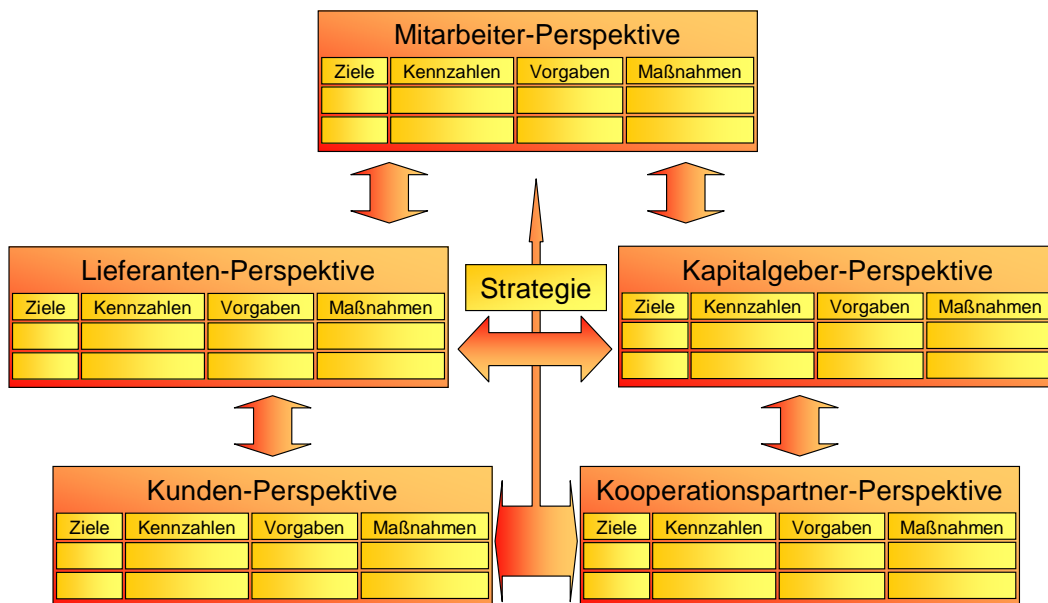 Mitarbeiter-Perspektive
Ziele Kennzahlen Vorgaben Maßnahmen
Lieferanten-Perspektive
Ziele Kennzahlen Vorgaben Maßnahmen
Strategie
Kapitalgeber-Perspektive
Ziele Kennzahlen Vorgaben Maßnahmen
Kunden-Perspektive
Ziele Kennzahlen Vorgaben Maßnahmen
Kooperationspartner-Perspektive
Ziele Kennzahlen Vorgaben Maßnahmen